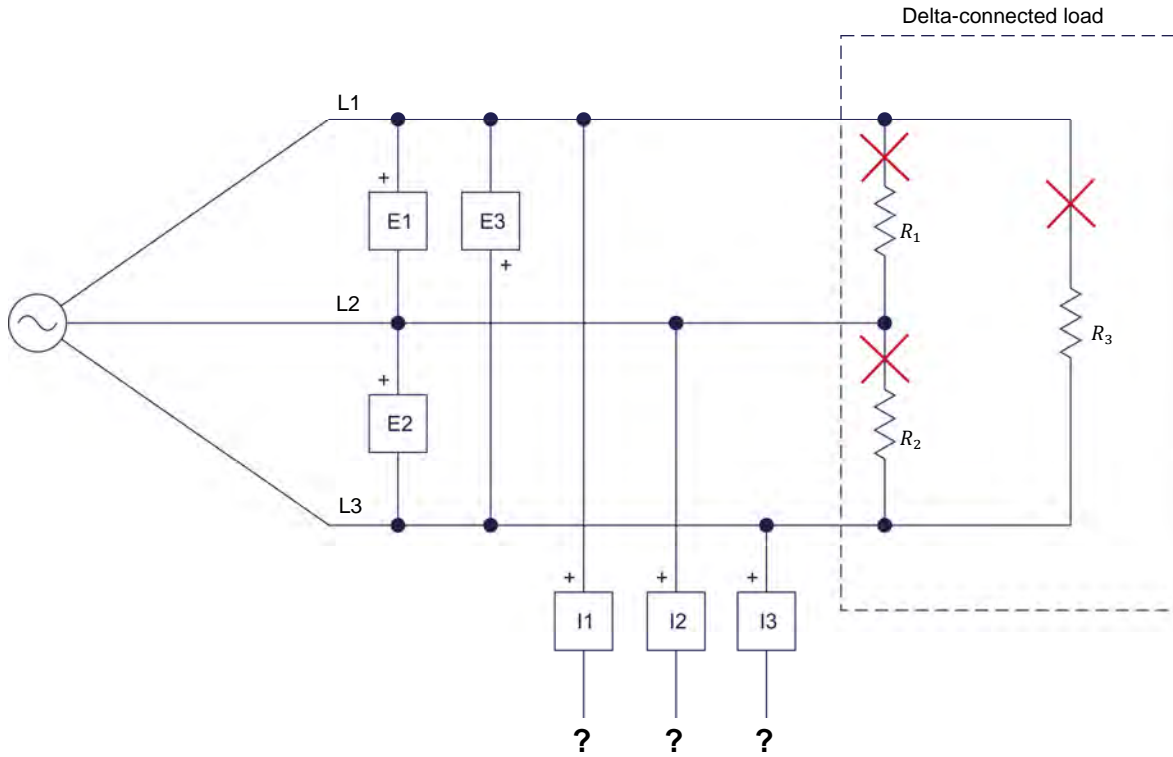 Delta-connected load
L1
+
E1
E3
+
R₁
L2
R₃
+
E2
R₂
L3
+ + +
I1 I2 I3
? ? ?